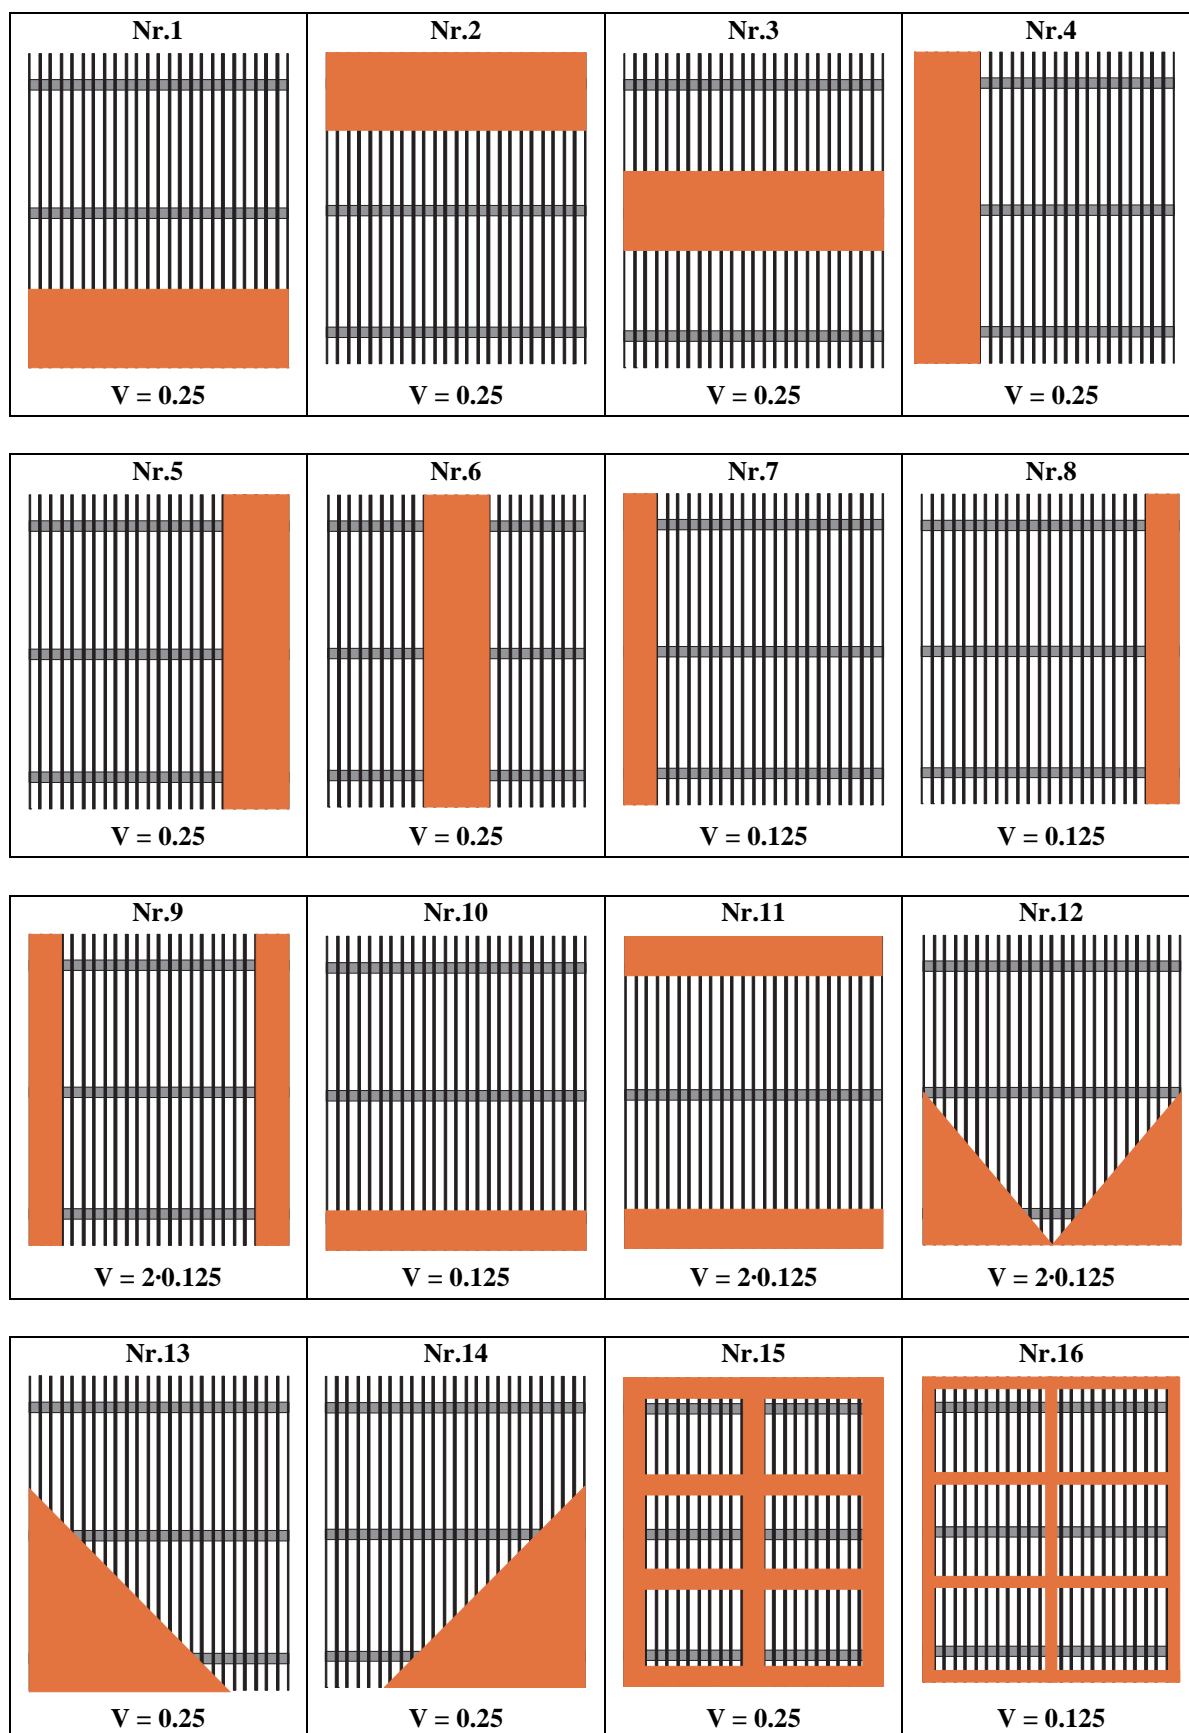 Nr.1 Nr.2 Nr.3 Nr.4
V = 0.25 V = 0.25 V = 0.25 V = 0.25
Nr.5 Nr.6 Nr.7 Nr.8
V = 0.25 V = 0.25 V = 0.125 V = 0.125
Nr.9 Nr.10 Nr.11 Nr.12
V = 2·0.125 V = 0.125 V = 2·0.125 V = 2·0.125
Nr.13 Nr.14 Nr.15 Nr.16
V = 0.25 V = 0.25 V = 0.25 V = 0.125